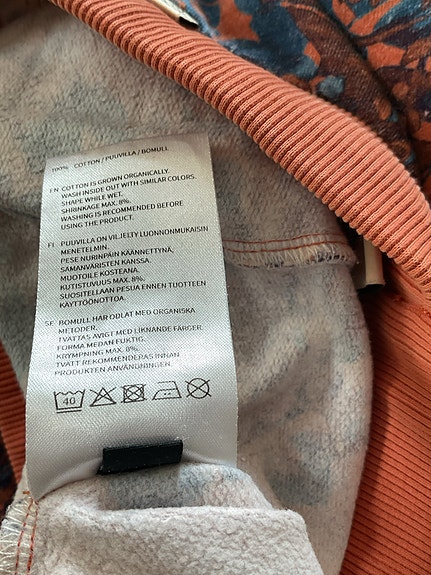 100% COTTON / PUUVILLA / BOMULL
EN COTTON IS GROWN ORGANICALLY.
WASH INSIDE OUT WITH SIMILAR COLORS.
SHAPE WHILE WET.
SHRINKAGE MAX. 8%.
WASHING IS RECOMMENDED BEFORE
USING THE PRODUCT.
FI PUUVILLA ON VILJELTY LUONNONMUKAISIN
MENETELMIN.
PESE NURINPÄIN KÄÄNNETTYNÄ,
SAMANVÄRISTEN KANSSA.
MUOTOILE KOSTEANA.
KUTISTUVUUS MAX. 8%.
SUOSITELLAAN PESUA ENNEN TUOTTEEN
KÄYTTÖÖNOTTOA.
SE BOMULL HAR ODLAT MED ORGANISKA
METODER.
TVÄTTAS AVIGT MED LIKNANDE FÄRGER.
FORMA MEDAN FUKTIG.
KRYMPNING MAX. 8%.
TVÄTT REKOMMENDERAS INNAN
PRODUKTEN ANVÄNDNINGEN.
40